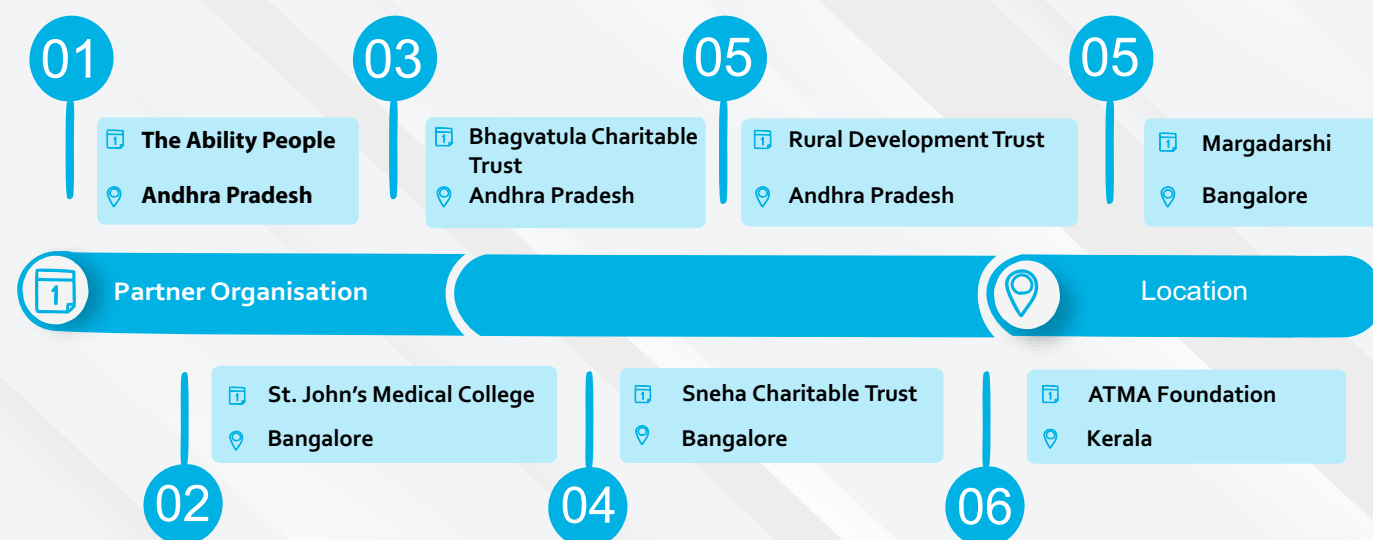 01
The Ability People
Andhra Pradesh
03
Bhagvatula Charitable
Trust
Andhra Pradesh
05
Rural Development Trust
Andhra Pradesh
05
Margadarshi
Bangalore
1
Partner Organisation
Location
St. John's Medical College
Bangalore
02
Sneha Charitable Trust
Bangalore
04
ATMA Foundation
Kerala
06